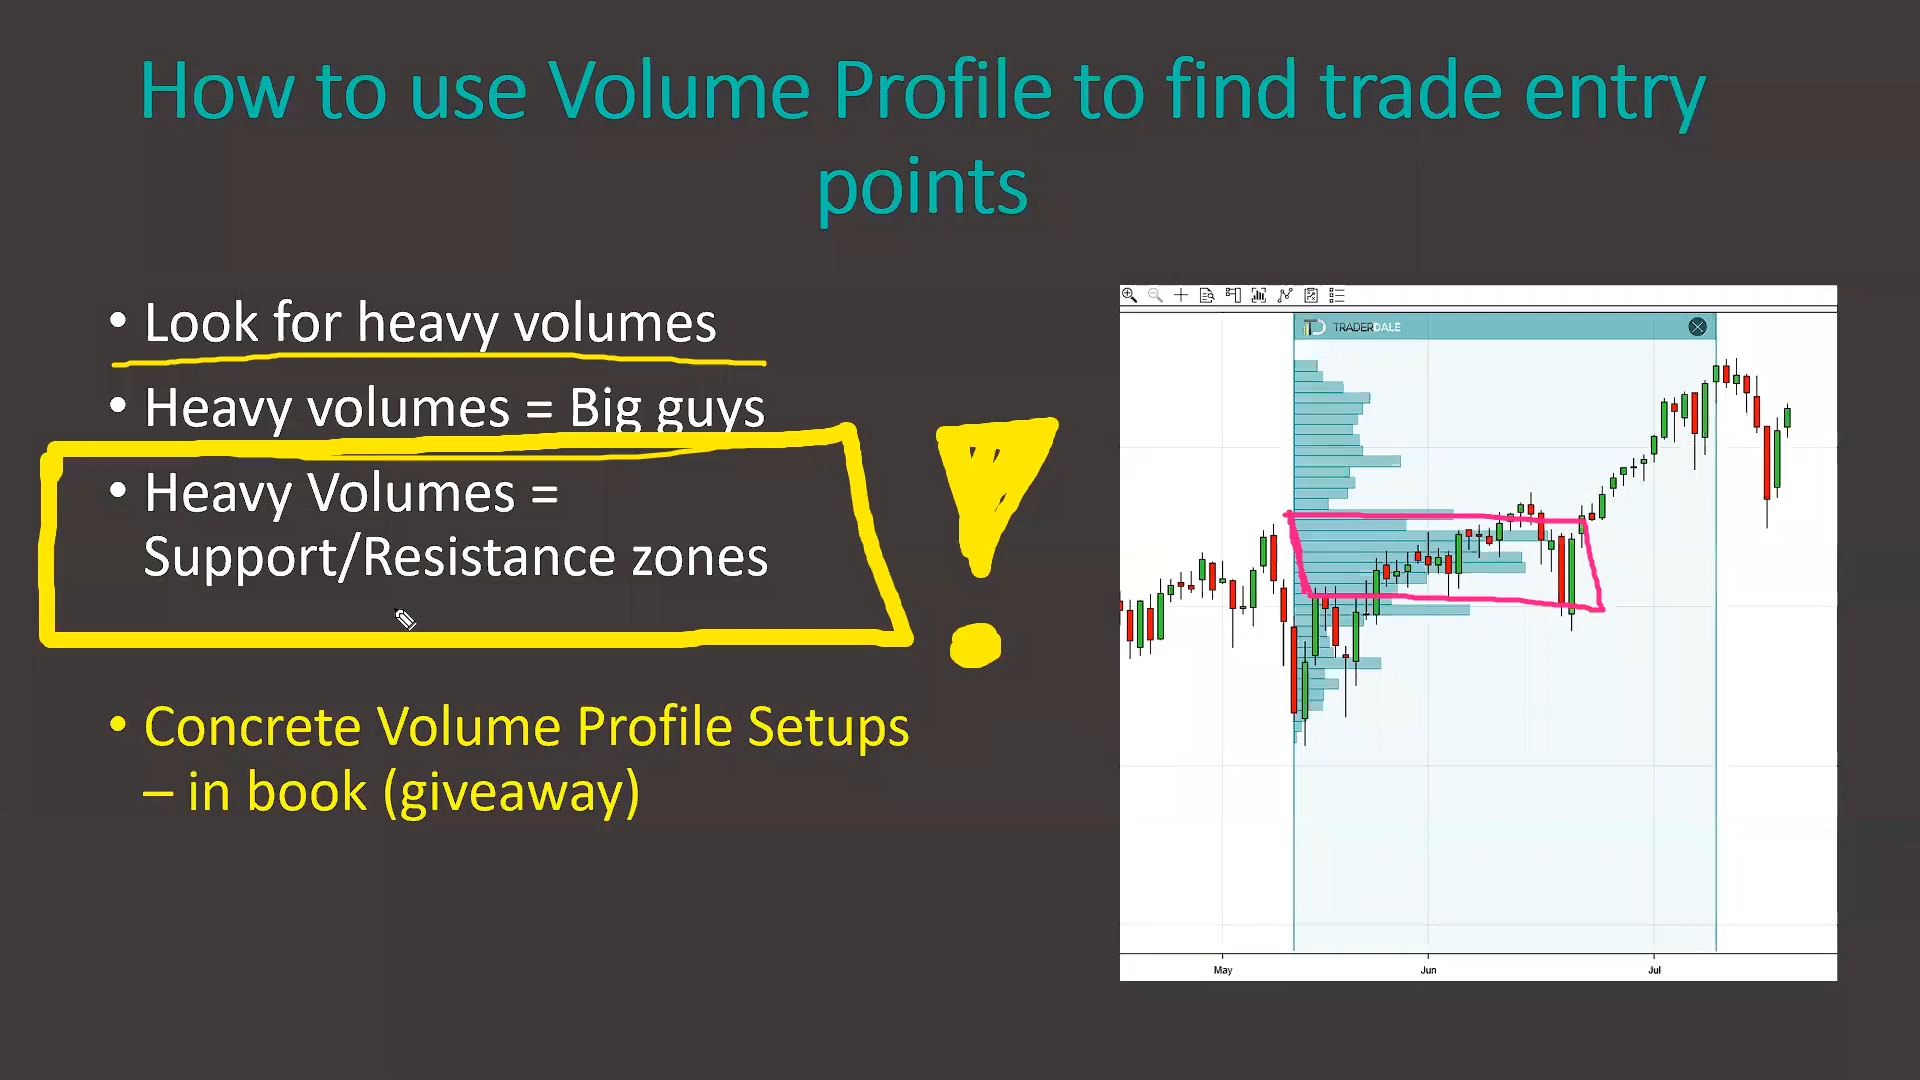 How to use Volume Profile to find trade entry
points
• Look for heavy volumes
• Heavy volumes = Big guys
• Heavy Volumes =
Support/Resistance zones
!
• Concrete Volume Profile Setups
– in book (giveaway)
TRADERDALE
May Jun Jul